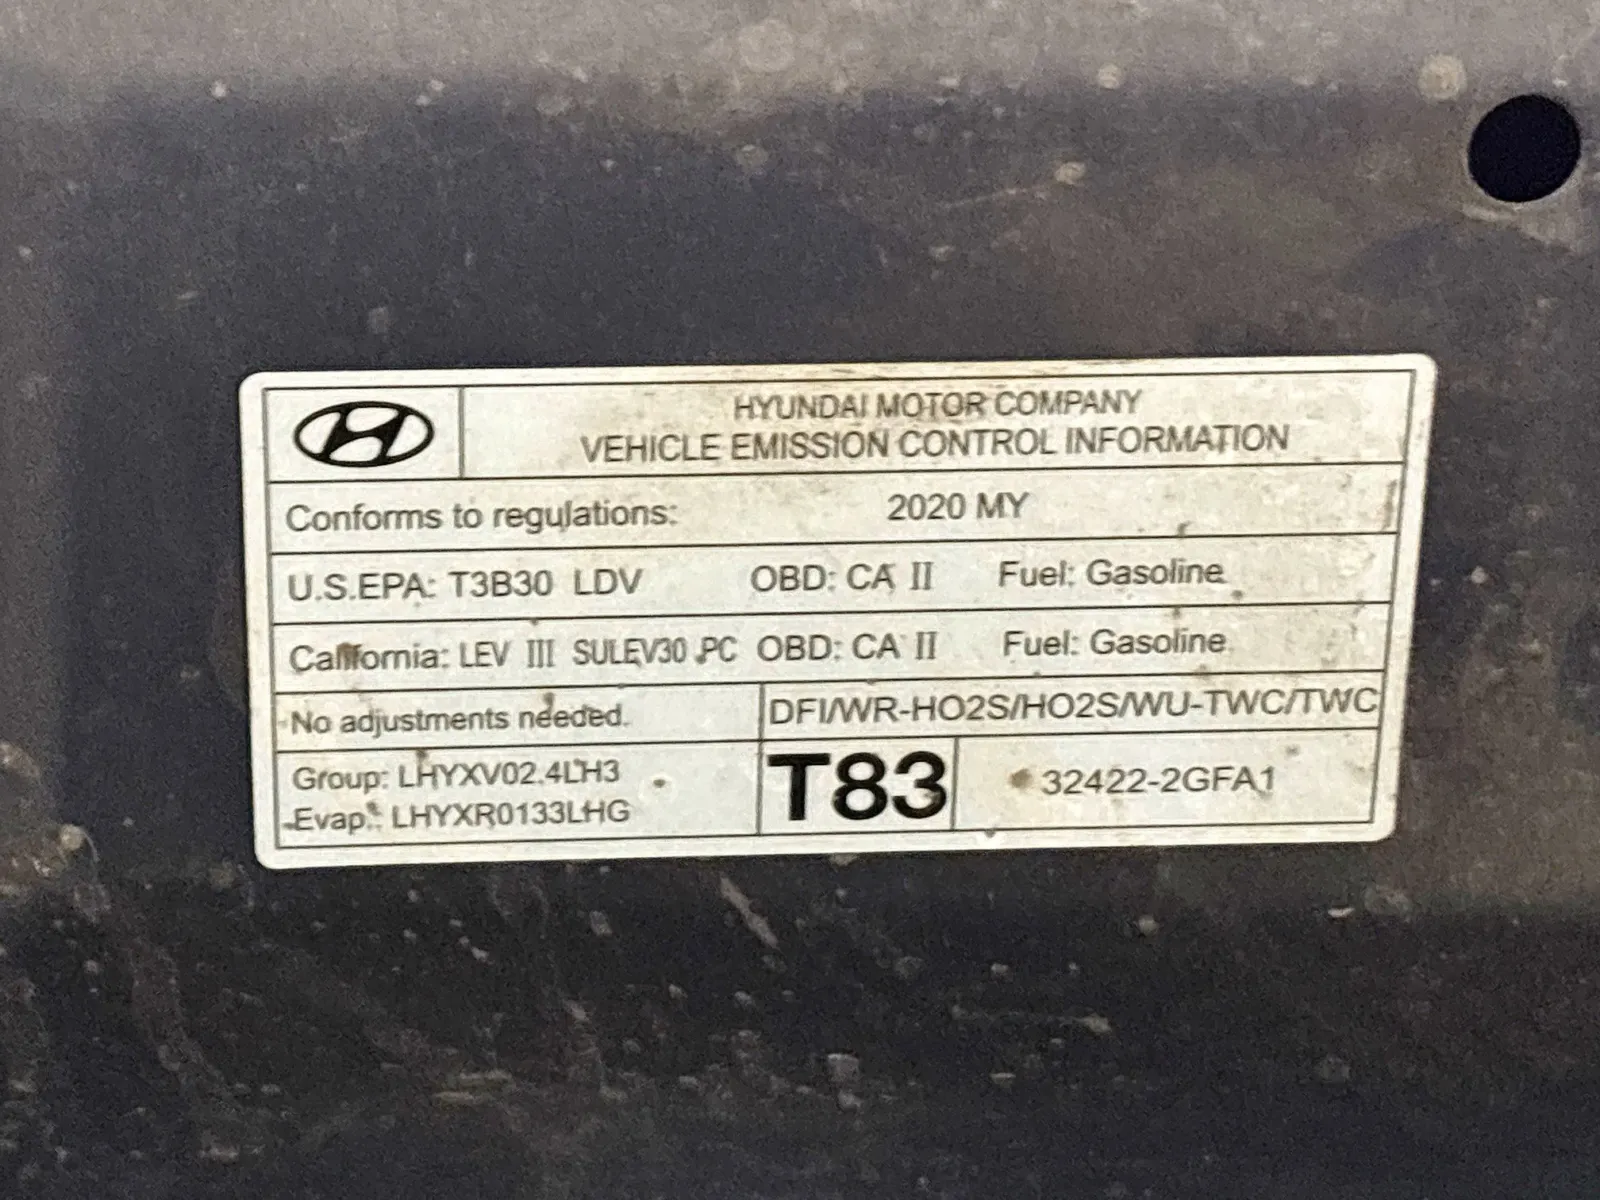 HYUNDAI MOTOR COMPANY
VEHICLE EMISSION CONTROL INFORMATION
Conforms to regulations: 2020 MY
U.S.EPA: T3B30 LDV OBD: CA II Fuel: Gasoline
California: LEV III SULEV30 PC OBD: CA II Fuel: Gasoline
No adjustments needed. DFI/WR-HO2S/HO2S/WU-TWC/TWC
Group: LHYXV02.4LH3
Evap.: LHYXR0133LHG
T83
32422-2GFA1